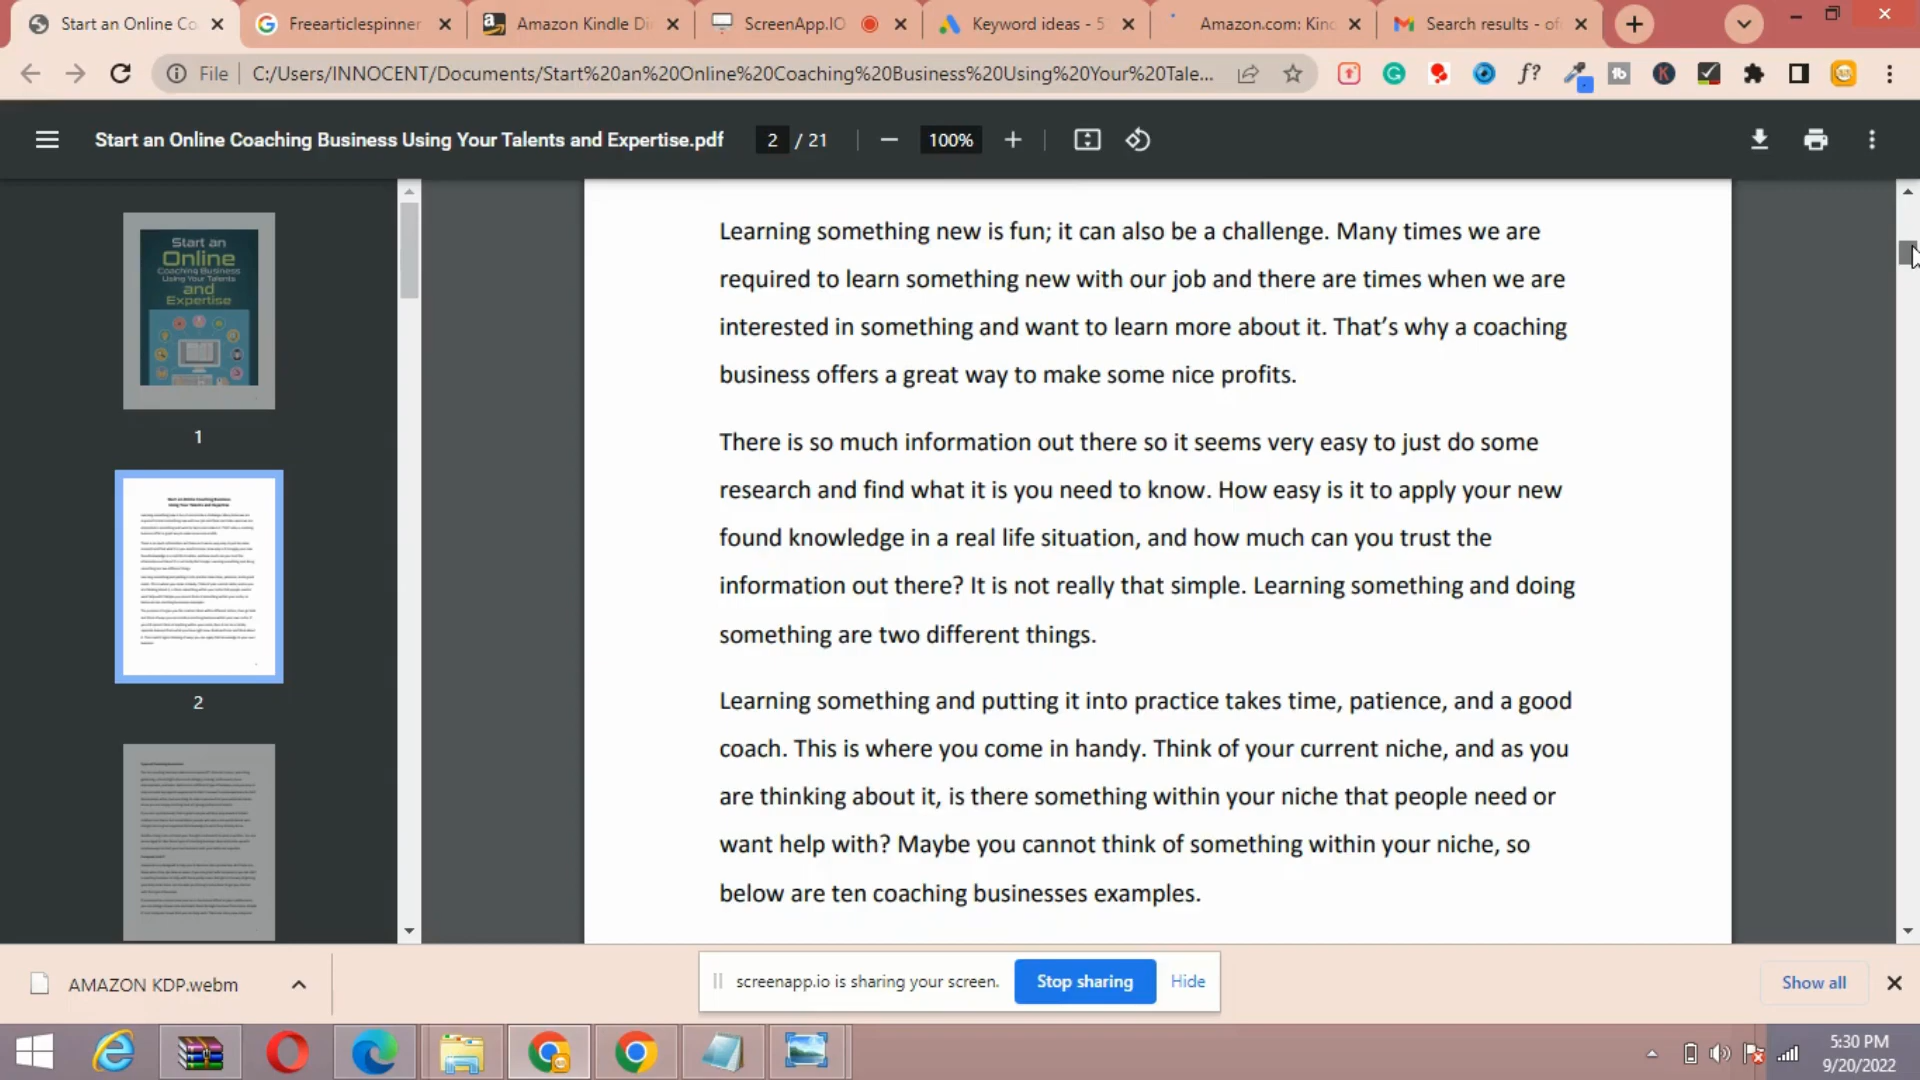 Start an Online Co
Freearticlespinner
Amazon Kindle Di
ScreenApp.IO
Keyword ideas - 5
Amazon.com: Kind
Search results - of
File
C:/Users/INNOCENT/Documents/Start%20an%20Online%20Coaching%20Business%20Using%20Your%20Tale...
Start an Online Coaching Business Using Your Talents and Expertise.pdf
2 / 21
100%
Start an
Online
Coaching Business
Using Your Talents
and
Expertise
1
2
Learning something new is fun; it can also be a challenge. Many times we are
required to learn something new with our job and there are times when we are
interested in something and want to learn more about it. That's why a coaching
business offers a great way to make some nice profits.
There is so much information out there so it seems very easy to just do some
research and find what it is you need to know. How easy is it to apply your new
found knowledge in a real life situation, and how much can you trust the
information out there? It is not really that simple. Learning something and doing
something are two different things.
Learning something and putting it into practice takes time, patience, and a good
coach. This is where you come in handy. Think of your current niche, and as you
are thinking about it, is there something within your niche that people need or
want help with? Maybe you cannot think of something within your niche, so
below are ten coaching businesses examples.
AMAZON KDP.webm
screenapp.io is sharing your screen.
Stop sharing
Hide
Show all
5:30 PM
9/20/2022